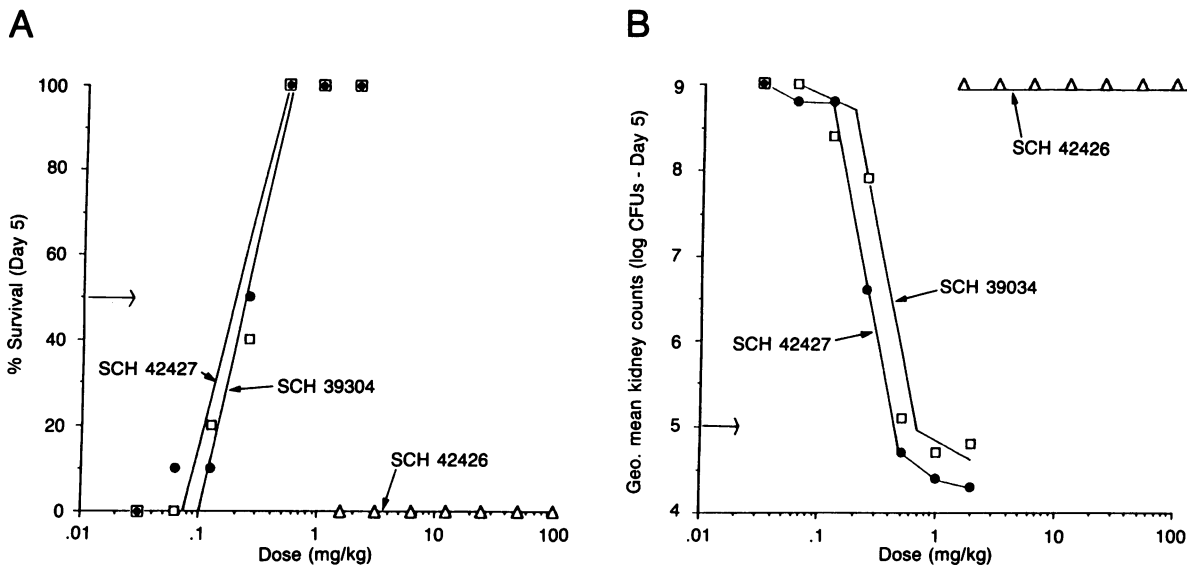 A
% Survival (Day 5)
100
80
60
40
20
0
SCH 42427
SCH 39304
SCH 42426
.01
.1
1
10
100
Dose (mg/kg)
B
Geo. mean kidney counts (log CFUs - Day 5)
9
8
7
6
5
4
SCH 42426
SCH 39034
SCH 42427
.01
.1
1
10
100
Dose (mg/kg)